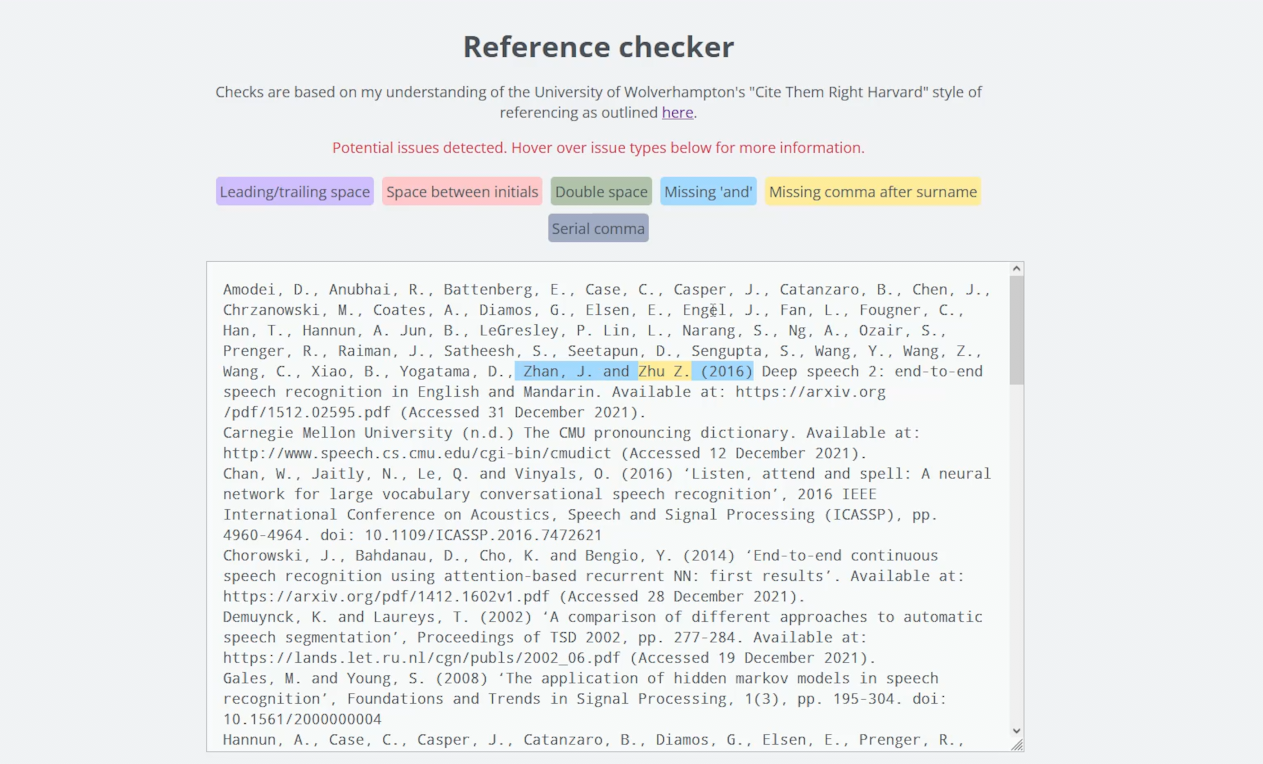 Reference checker
Checks are based on my understanding of the University of Wolverhampton's "Cite Them Right Harvard" style of
referencing as outlined here.
Potential issues detected. Hover over issue types below for more information.
Leading/trailing space Space between initials Double space Missing 'and' Missing comma after surname
Serial comma
Amodei, D., Anubhai, R., Battenberg, E., Case, C., Casper, J., Catanzaro, B., Chen, J.,
Chrzanowski, M., Coates, A., Diamos, G., Elsen, E., Engel, J., Fan, L., Fougner, C.,
Han, T., Hannun, A. Jun, B., LeGresley, P. Lin, L., Narang, S., Ng, A., Ozair, S.,
Prenger, R., Raiman, J., Satheesh, S., Seetapun, D., Sengupta, S., Wang, Y., Wang, Z.,
Wang, C., Xiao, B., Yogatama, D., Zhan, J. and Zhu Z. (2016) Deep speech 2: end-to-end
speech recognition in English and Mandarin. Available at: https://arxiv.org
/pdf/1512.02595.pdf (Accessed 31 December 2021).
Carnegie Mellon University (n.d.) The CMU pronouncing dictionary. Available at:
http://www.speech.cs.cmu.edu/cgi-bin/cmudict (Accessed 12 December 2021).
Chan, W., Jaitly, N., Le, Q. and Vinyals, O. (2016) ‘Listen, attend and spell: A neural
network for large vocabulary conversational speech recognition’, 2016 IEEE
International Conference on Acoustics, Speech and Signal Processing (ICASSP), pp.
4960-4964. doi: 10.1109/ICASSP.2016.7472621
Chorowski, J., Bahdanau, D., Cho, K. and Bengio, Y. (2014) ‘End-to-end continuous
speech recognition using attention-based recurrent NN: first results’. Available at:
https://arxiv.org/pdf/1412.1602v1.pdf (Accessed 28 December 2021).
Demuynck, K. and Laureys, T. (2002) ‘A comparison of different approaches to automatic
speech segmentation’, Proceedings of TSD 2002, pp. 277-284. Available at:
https://lands.let.ru.nl/cgn/publs/2002_06.pdf (Accessed 19 December 2021).
Gales, M. and Young, S. (2008) ‘The application of hidden markov models in speech
recognition’, Foundations and Trends in Signal Processing, 1(3), pp. 195-304. doi:
10.1561/2000000004
Hannun, A., Case, C., Casper, J., Catanzaro, B., Diamos, G., Elsen, E., Prenger, R.,